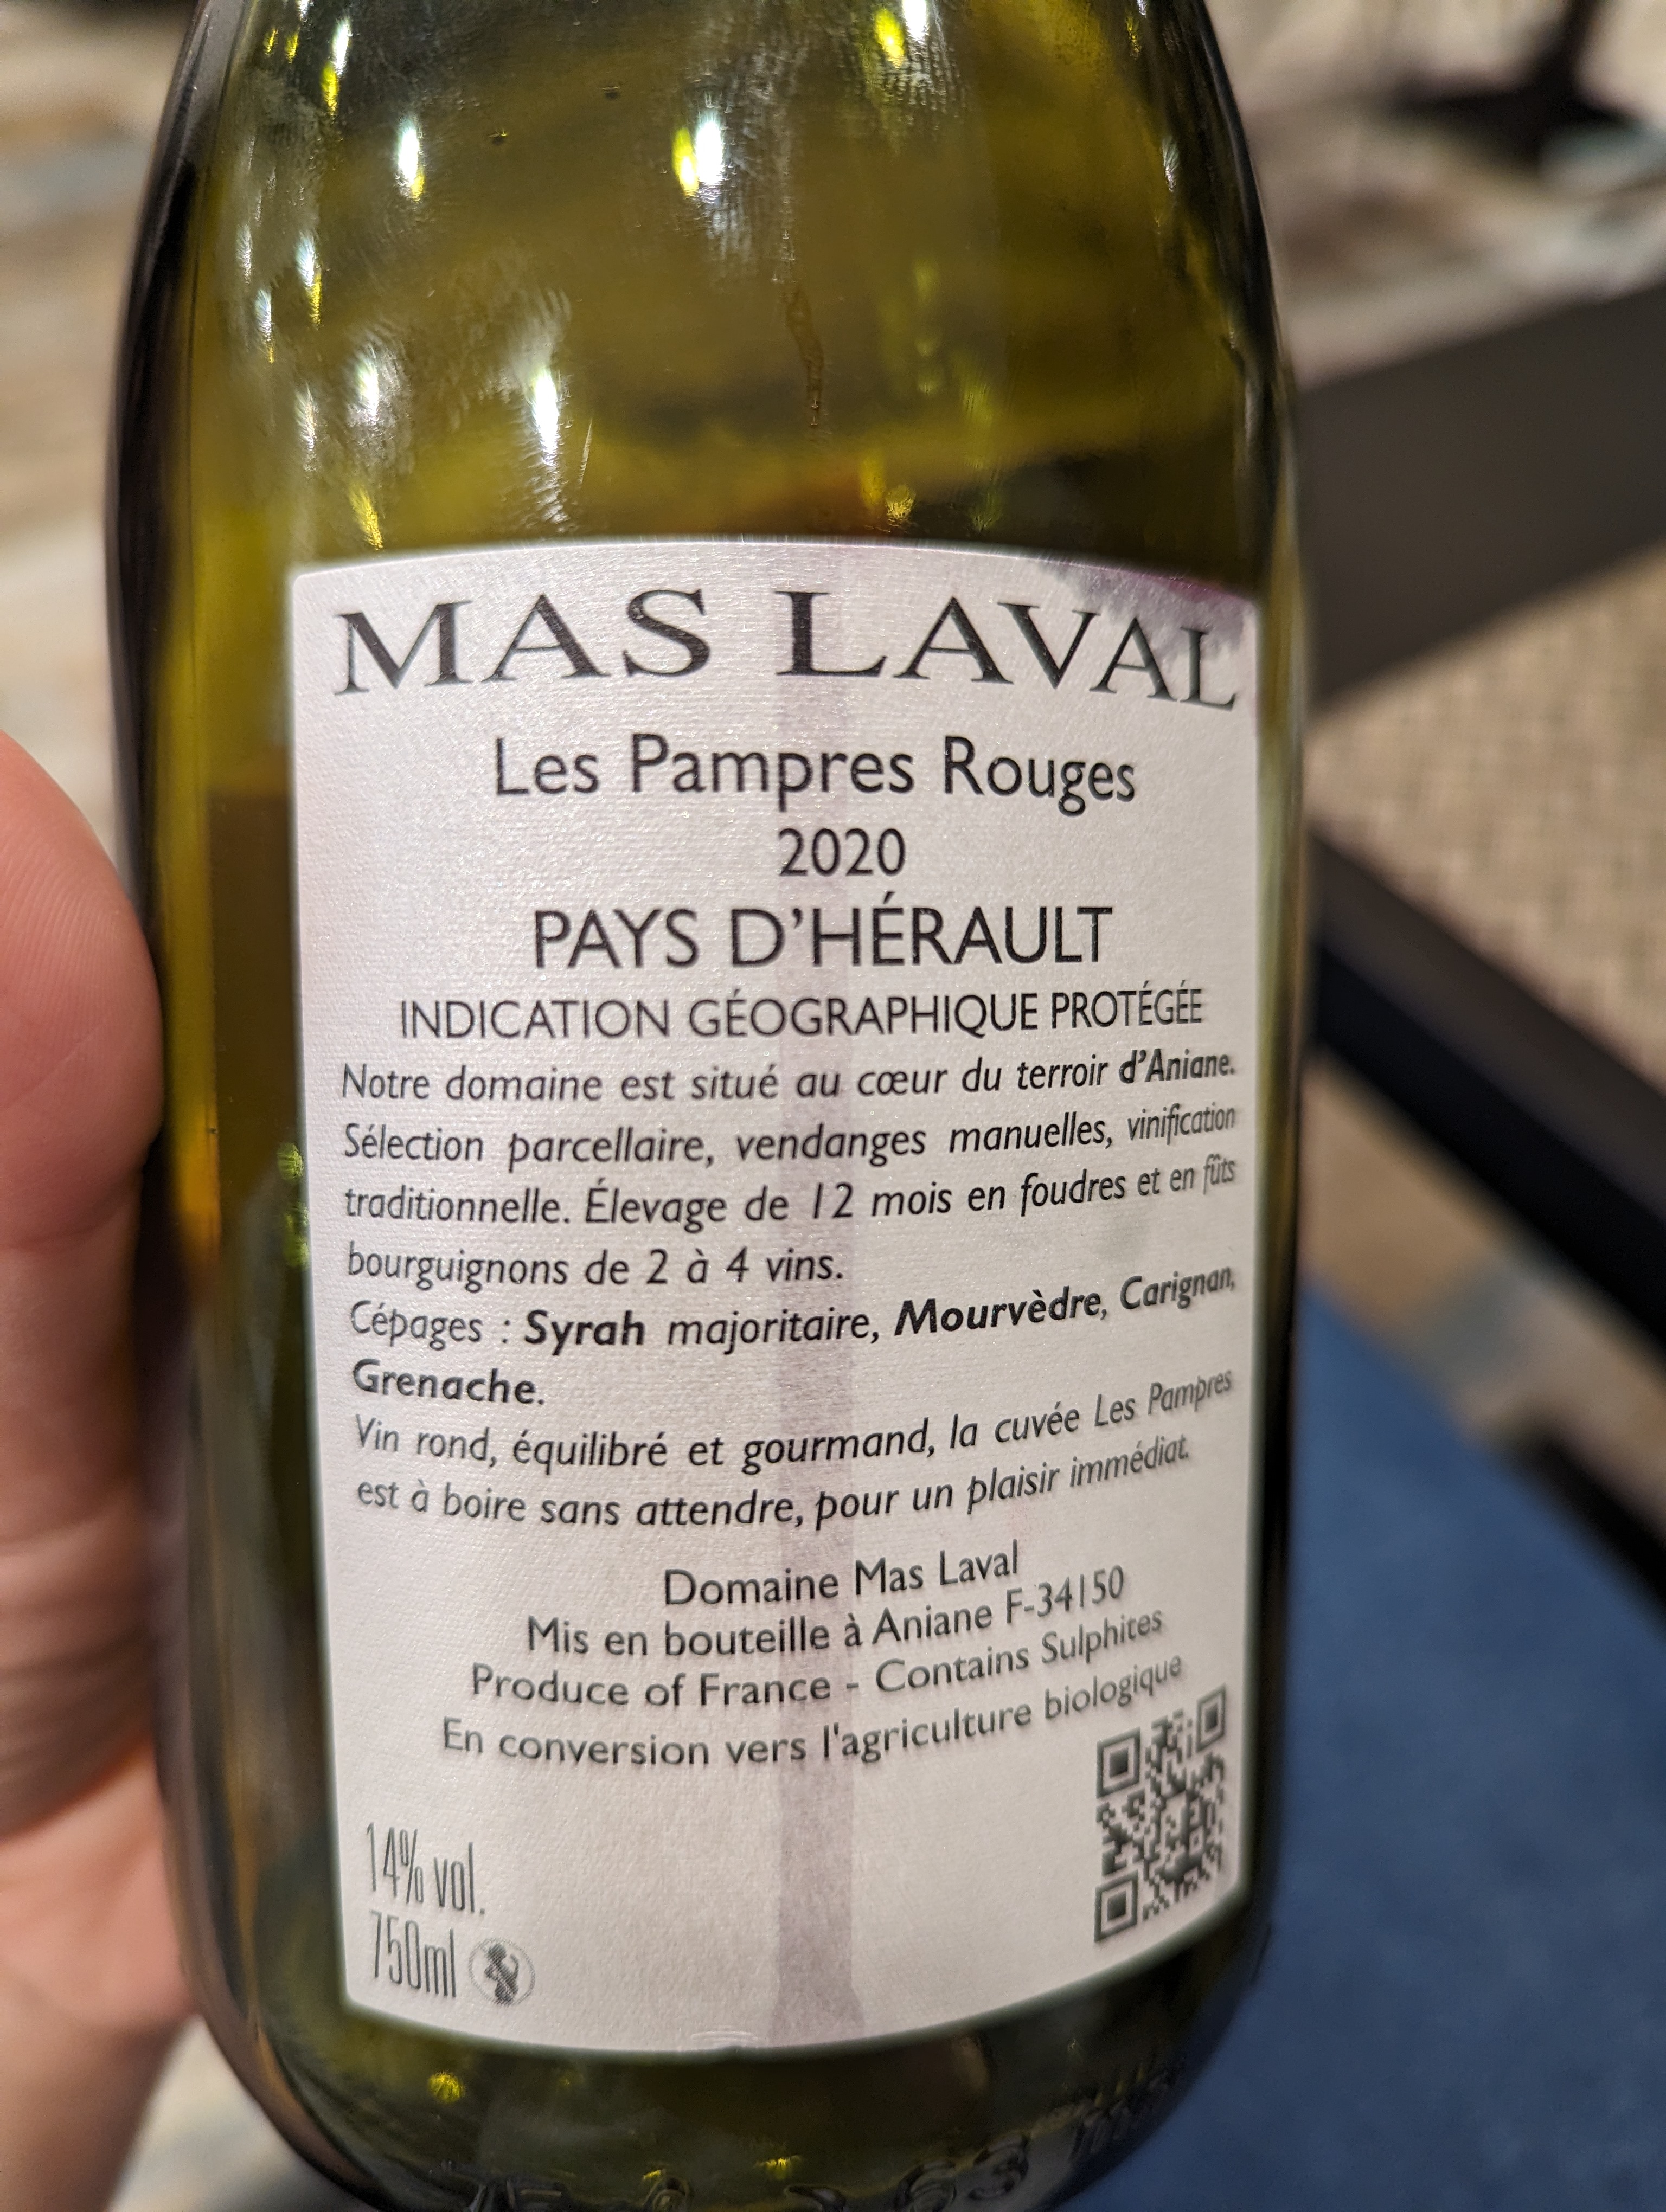 MAS LAVAL
Les Pampres Rouges
2020
PAYS D'HÉRAULT
INDICATION GÉOGRAPHIQUE PROTÉGÉE
Notre domaine est situé au cœur du terroir d'Aniane.
Sélection parcellaire, vendanges manuelles, vinification
traditionnelle. Élevage de 12 mois en foudres et en fûts
bourguignons de 2 à 4 vins.
Cépages : Syrah majoritaire, Mourvèdre, Carignan,
Grenache.
Vin rond, équilibré et gourmand, la cuvée Les Pampres
est à boire sans attendre, pour un plaisir immédiat.
Domaine Mas Laval
Mis en bouteille à Aniane F-34150
Produce of France - Contains Sulphites
En conversion vers l'agriculture biologique
14% vol.
750ml